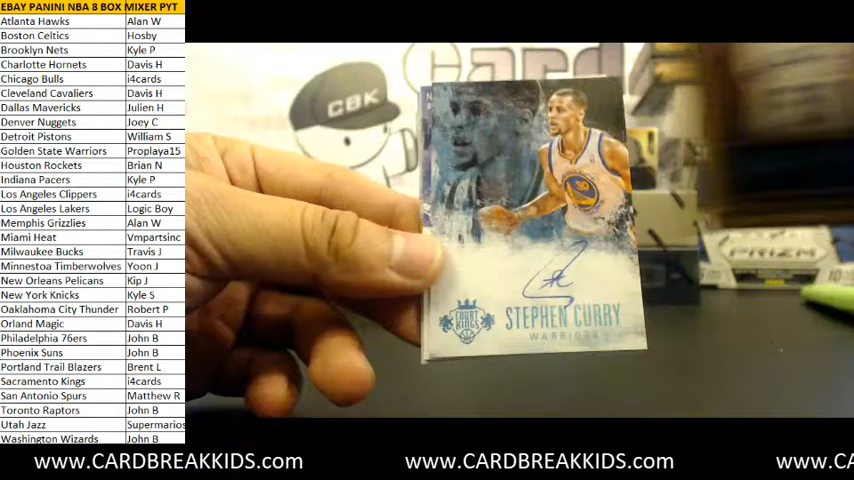 EBAY PANINI NBA 8 BOX MIXER PYT
Atlanta Hawks Alan W
Boston Celtics Hosby
Brooklyn Nets Kyle P
Charlotte Hornets Davis H
Chicago Bulls i4cards
Cleveland Cavaliers Davis H
Dallas Mavericks Julien H
Denver Nuggets Joey C
Detroit Pistons William S
Golden State Warriors Proplaya15
Houston Rockets Brian N
Indiana Pacers Kyle P
Los Angeles Clippers i4cards
Los Angeles Lakers Logic Boy
Memphis Grizzlies Alan W
Miami Heat Vmpartsinc
Milwaukee Bucks Travis J
Minnestoa Timberwolves Yoon J
New Orleans Pelicans Kip J
New York Knicks Kyle S
Oaklahoma City Thunder Robert P
Orland Magic Davis H
Philadelphia 76ers John B
Phoenix Suns John B
Portland Trail Blazers Brent L
Sacramento Kings i4cards
San Antonio Spurs Matthew R
Toronto Raptors John B
Utah Jazz Supermarios
Washington Wizards John B
Card
CBK
30
COURT
KINGS
STEPHEN CURRY
WARRIORS
PRIZM
10
www.CARDBREAKKIDS.com
www.CARDBREAKKIDS.com
www.CA